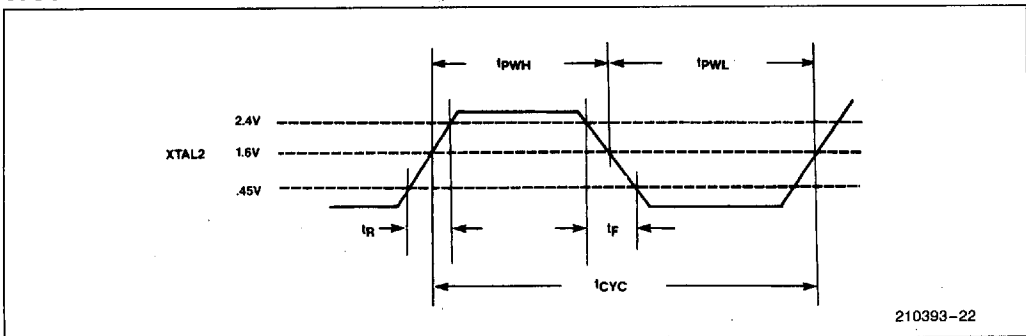 tPWH tPWL
2.4V
XTAL2 1.6V
.45V
tR tF
tCYC
210393-22